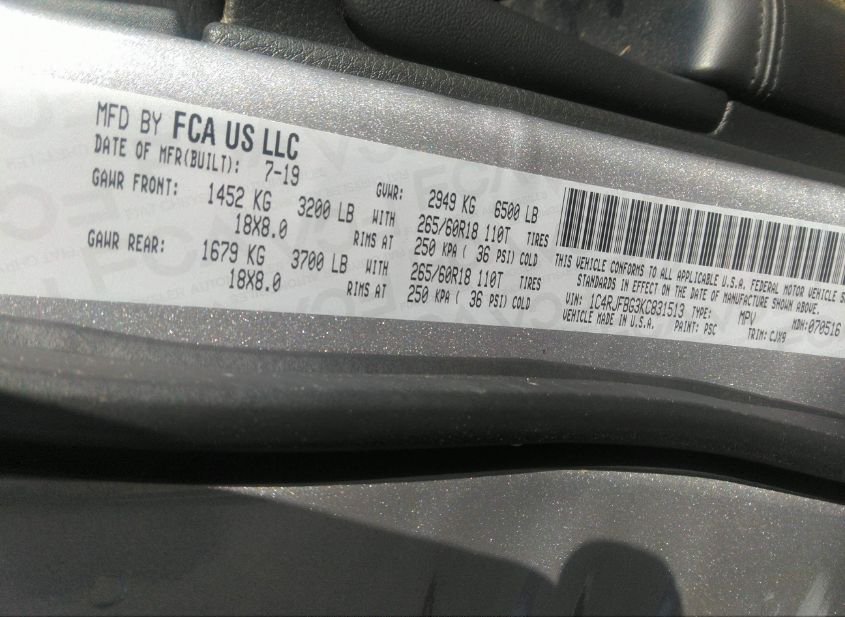 MFD BY FCA US LLC
DATE OF MFR(BUILT): 7-19
GAWR FRONT: 1452 KG 3200 LB WITH
18X8.0 RIMS AT
GAWR REAR: 1679 KG 3700 LB WITH
18X8.0 RIMS AT
GVWR: 2949 KG 6500 LB
265/60R18 110T TIRES
250 KPA ( 36 PSI) COLD
265/60R18 110T TIRES
250 KPA ( 36 PSI) COLD
THIS VEHICLE CONFORMS TO ALL APPLICABLE U.S.A. FEDERAL MOTOR VEHICLE
STANDARDS IN EFFECT ON THE DATE OF MANUFACTURE SHOWN ABOVE.
VIN: 1C4RJFBG3KC831513 TYPE: MPV MDH:070516
VEHICLE MADE IN U.S.A. PAINT: PSC TRIM: CJX9